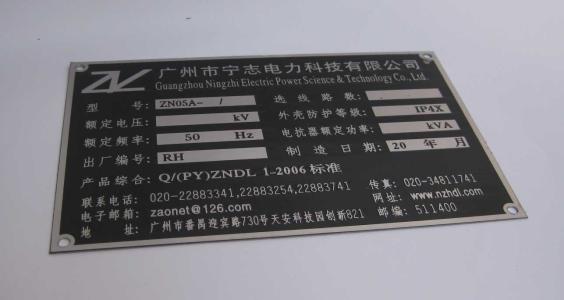 广州市宁志电力科技有限公司
Guangzhou Ningzhi Electric Power Science & Technology Co., Ltd.
型 号: ZN05A- / 选 线 路 数:
额定电压: kV 外壳防护等级: IP4X
额定频率: 50 Hz 电抗器额定功率: kVA
出厂编号: RH 制 造 日 期: 20 年 月
产品综合: Q/(PY)ZNDL 1-2006 标准
联系电话: 020-22883341,22883254,22883741 传真: 020-34811741
电子邮箱: zaonet@126.com 网址: www.nzhdl.com
地 址: 广州市番禺迎宾路730号天安科技园创新821 邮编: 511400